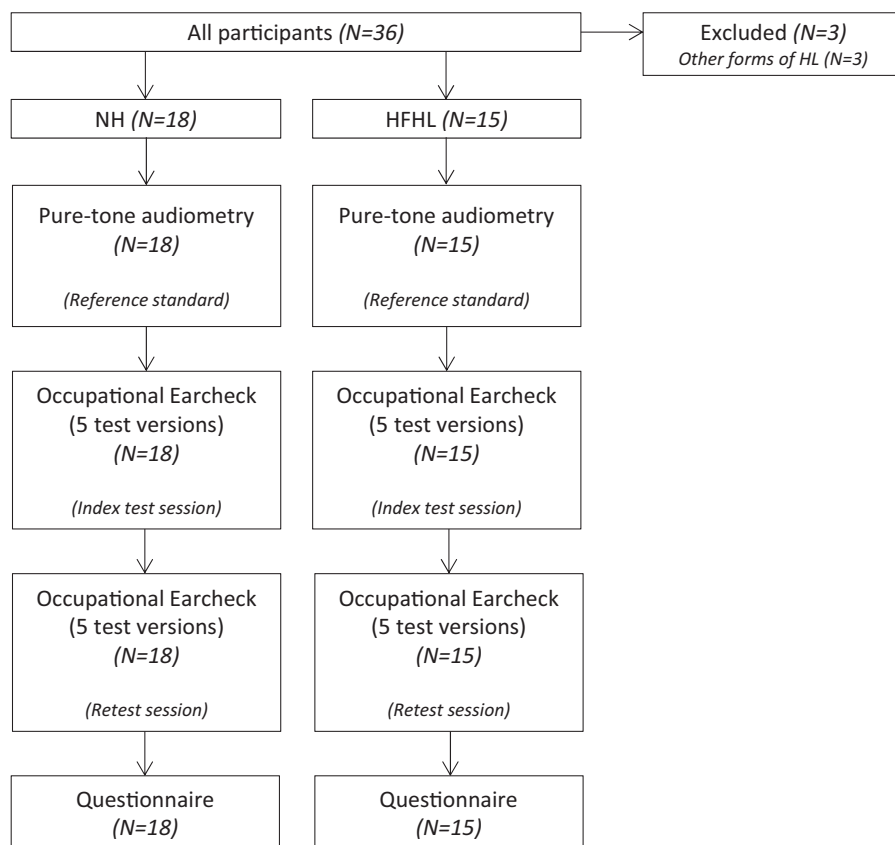 All participants (N=36)
Excluded (N=3)
Other forms of HL (N=3)
NH (N=18)
HFHL (N=15)
Pure-tone audiometry
(N=18)
(Reference standard)
Pure-tone audiometry
(N=15)
(Reference standard)
Occupational Earcheck
(5 test versions)
(N=18)
(Index test session)
Occupational Earcheck
(5 test versions)
(N=15)
(Index test session)
Occupational Earcheck
(5 test versions)
(N=18)
(Retest session)
Occupational Earcheck
(5 test versions)
(N=15)
(Retest session)
Questionnaire
(N=18)
Questionnaire
(N=15)